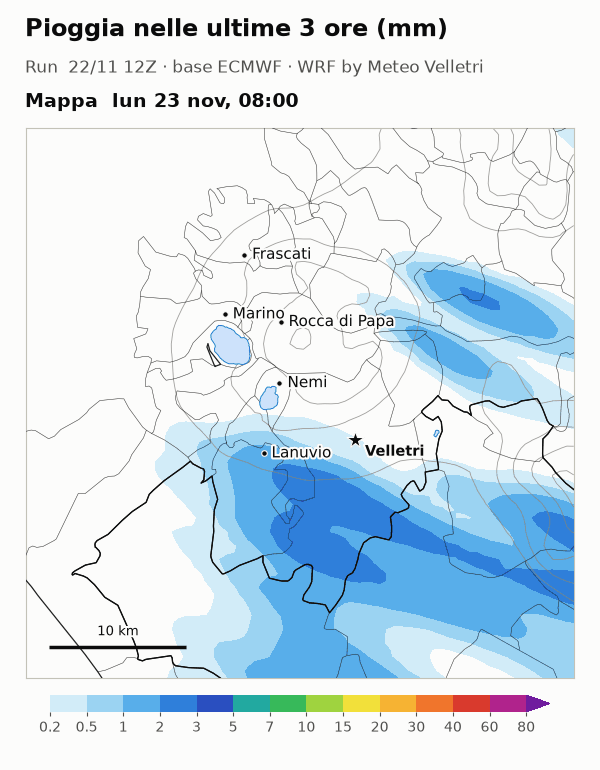 Pioggia nelle ultime 3 ore (mm)
Run 22/11 12Z · base ECMWF · WRF by Meteo Velletri
Mappa lun 23 nov, 08:00
Frascati
Marino
Rocca di Papa
Nemi
Velletri
Lanuvio
10 km
0.2 0.5 1 2 3 5 7 10 15 20 30 40 60 80